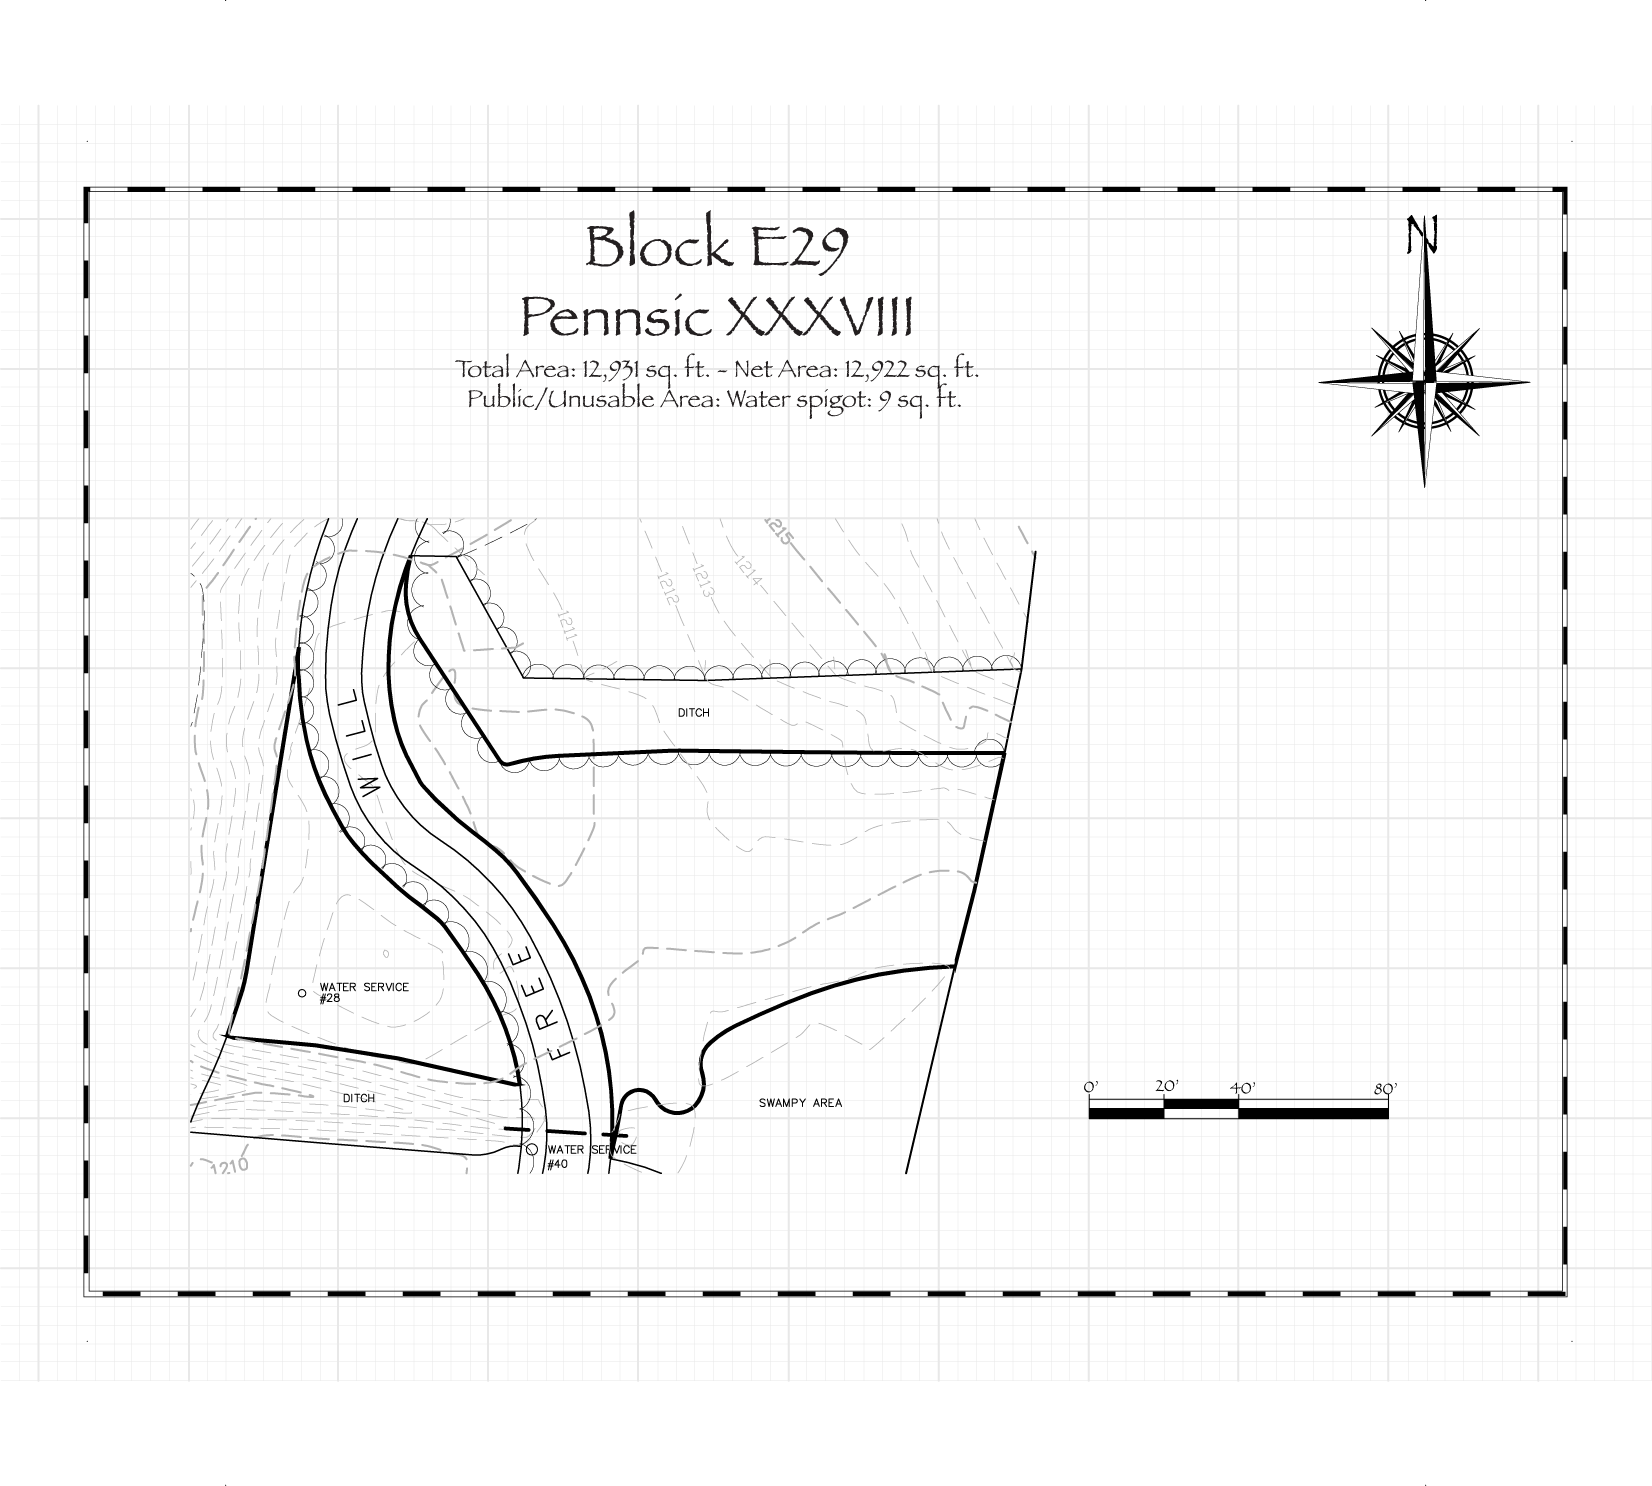 Block E29
N
Pennsic XXXVIII
Total Area: 12,931 sq. ft. - Net Area: 12,922 sq. ft.
Public/Unusable Area: Water spigot: 9 sq. ft.
1215
1214
1213
1212
1211
DITCH
WILL
FREE
WATER SERVICE
#28
DITCH
SWAMPY AREA
0' 20' 40' 80'
WATER SERVICE
#40
1210